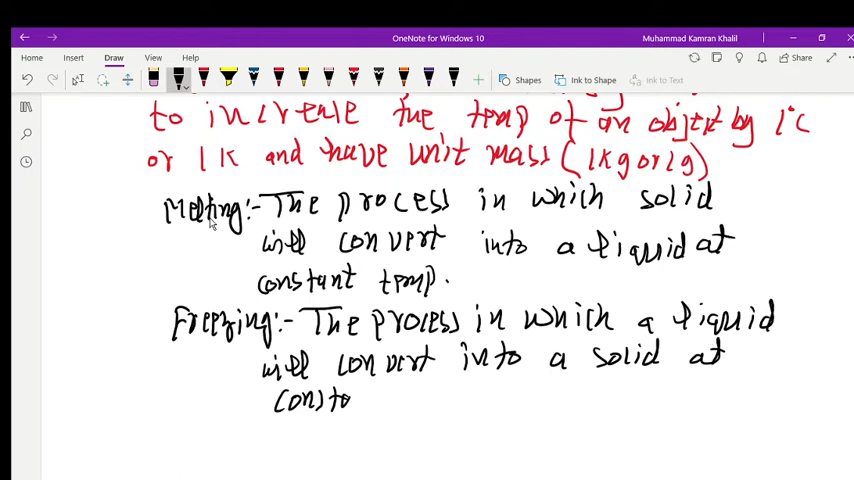 OneNote for Windows 10
Muhammad Kamran Khalil
Home Insert Draw View Help
Share
Shapes Ink to Shape Ink to Text
to increase the temp of an object by 1°C
or 1K and have unit mass (1kg or 1g)
Melting:- The process in which solid
will convert into a liquid at
constant temp.
Freezing:- The process in which a liquid
will convert into a solid at
consta